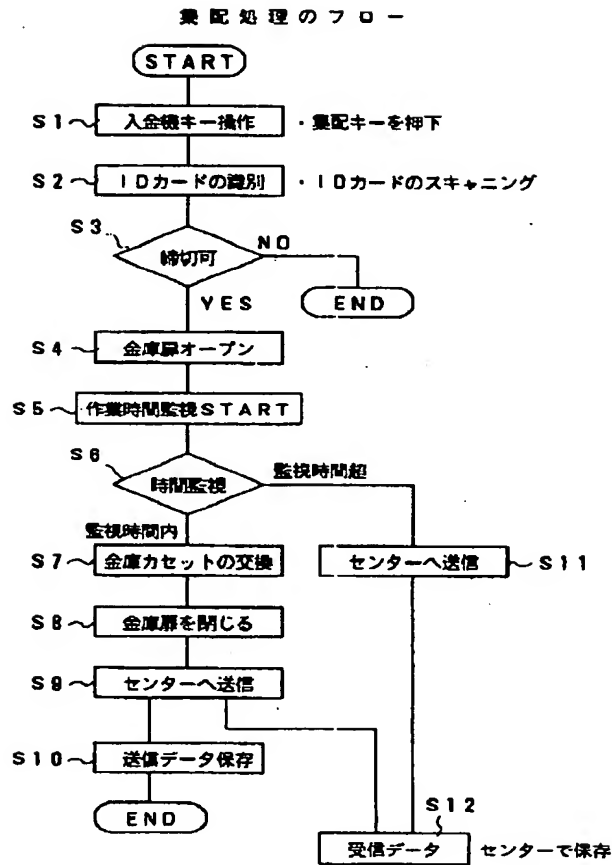 集配処理のフロー
START
S1 入金機キー操作 ・集配キーを押下
S2 IDカードの識別 ・IDカードのスキャニング
S3
締切可 NO
YES END
S4 金庫扉オープン
S5 作業時間監視START
S6
時間監視 監視時間超
監視時間内
S7 金庫カセットの交換 センターへ送信 S11
S8 金庫扉を閉じる
S9 センターへ送信
S10 送信データ保存
END
S12
受信データ センターで保存